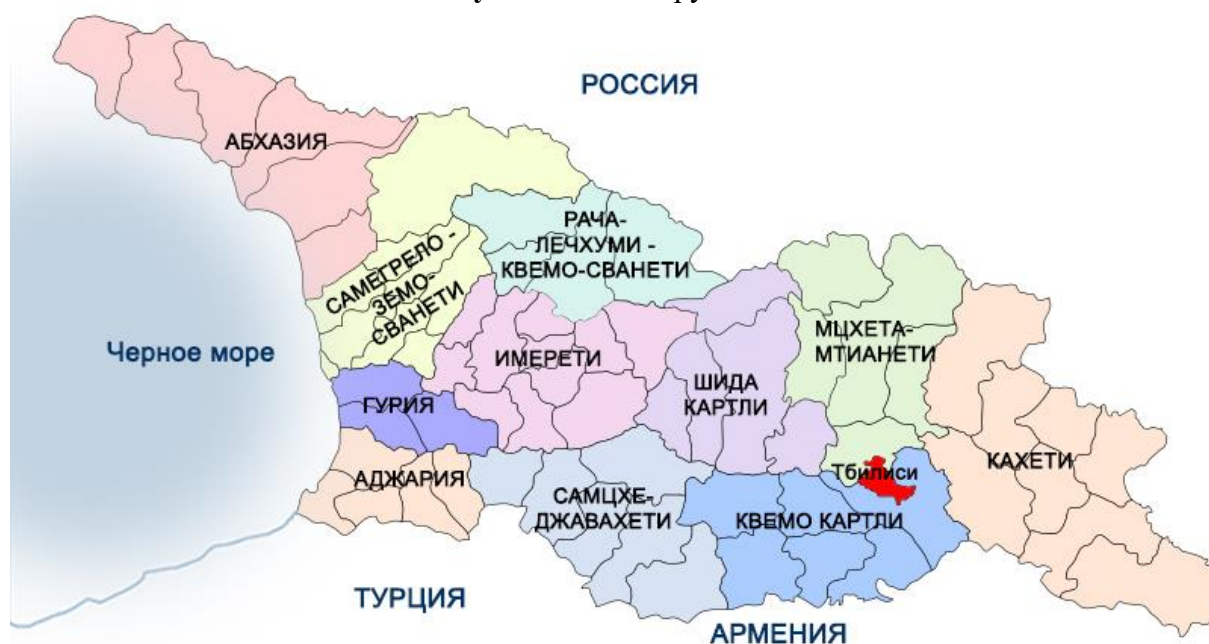 РОССИЯ
АБХАЗИЯ
РАЧА-
ЛЕЧХУМИ -
КВЕМО-СВАНЕТИ
САМЕГРЕЛО -
ЗЕМО-
СВАНЕТИ
Черное море
МЦХЕТА-
МТИАНЕТИ
ИМЕРЕТИ
ШИДА
КАРТЛИ
ГУРИЯ
КАХЕТИ
Тбилиси
АДЖАРИЯ
САМЦХЕ-
ДЖАВАХЕТИ
КВЕМО КАРТЛИ
ТУРЦИЯ
АРМЕНИЯ